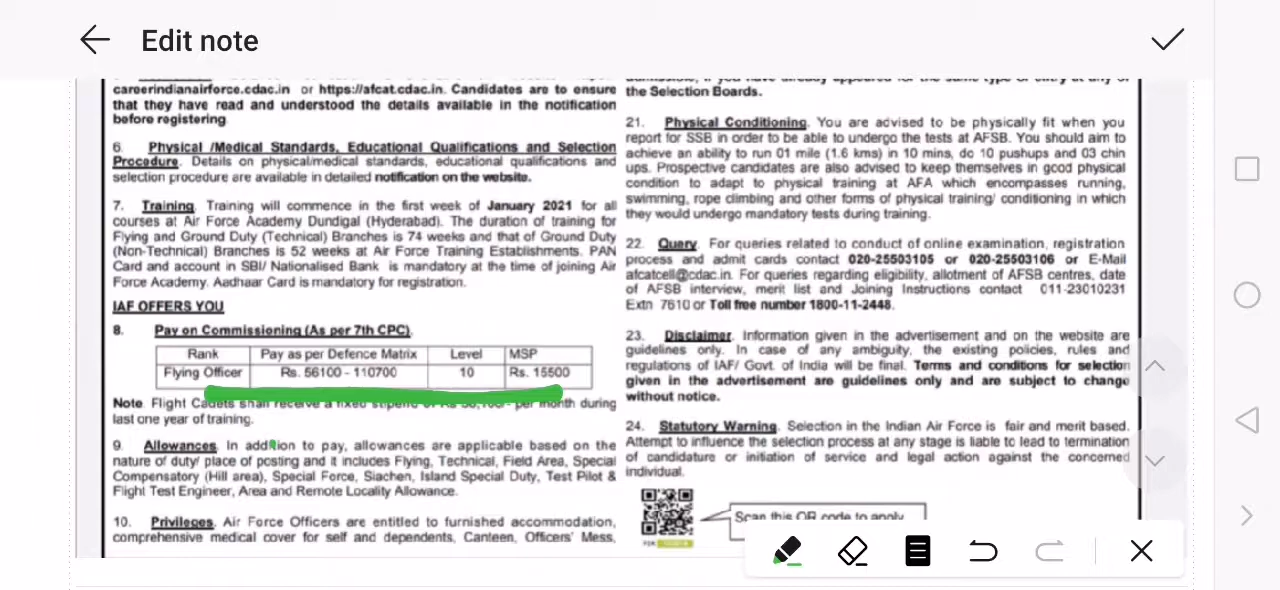 Edit note
careerindianairforce.cdac.in or https://afcat.cdac.in. Candidates are to ensure
that they have read and understood the details available in the notification
before registering
6. Physical /Medical Standards, Educational Qualifications and Selection
Procedure. Details on physical/medical standards, educational qualifications and
selection procedure are available in detailed notification on the website.
7. Training. Training will commence in the first week of January 2021 for all
courses at Air Force Academy Dundigal (Hyderabad). The duration of training for
Flying and Ground Duty (Technical) Branches is 74 weeks and that of Ground Duty
(Non-Technical) Branches is 52 weeks at Air Force Training Establishments. PAN
Card and account in SBI/ Nationalised Bank is mandatory at the time of joining Air
Force Academy. Aadhaar Card is mandatory for registration.
IAF OFFERS YOU
8. Pay on Commissioning (As per 7th CPC).
Rank Pay as per Defence Matrix Level MSP
Flying Officer Rs. 56100 - 110700 10 Rs. 15500
Note. Flight Cadets shall receive a fixed stipend of Rs per month during
last one year of training.
9. Allowances. In addition to pay, allowances are applicable based on the
nature of duty/ place of posting and it includes Flying, Technical, Field Area, Special
Compensatory (Hill area), Special Force, Siachen, Island Special Duty, Test Pilot &
Flight Test Engineer, Area and Remote Locality Allowance.
10. Privileges. Air Force Officers are entitled to furnished accommodation,
comprehensive medical cover for self and dependents, Canteen, Officers' Mess,
admission, if you have already appeared for the same type of entry at any of
the Selection Boards.
21. Physical Conditioning. You are advised to be physically fit when you
report for SSB in order to be able to undergo the tests at AFSB. You should aim to
achieve an ability to run 01 mile (1.6 kms) in 10 mins, do 10 pushups and 03 chin
ups. Prospective candidates are also advised to keep themselves in good physical
condition to adapt to physical training at AFA which encompasses running,
swimming, rope climbing and other forms of physical training/ conditioning in which
they would undergo mandatory tests during training.
22. Query. For queries related to conduct of online examination, registration
process and admit cards contact 020-25503105 or 020-25503106 or E-Mail
afcatcell@cdac.in. For queries regarding eligibility, allotment of AFSB centres, date
of AFSB interview, merit list and Joining Instructions contact 011-23010231
Extn 7610 or Toll free number 1800-11-2448.
23. Disclaimer. Information given in the advertisement and on the website are
guidelines only. In case of any ambiguity, the existing policies, rules and
regulations of IAF/ Govt. of India will be final. Terms and conditions for selection
given in the advertisement are guidelines only and are subject to change
without notice.
24. Statutory Warning. Selection in the Indian Air Force is fair and merit based.
Attempt to influence the selection process at any stage is liable to lead to termination
of candidature or initiation of service and legal action against the concerned
individual.
Scan this QR code to apply